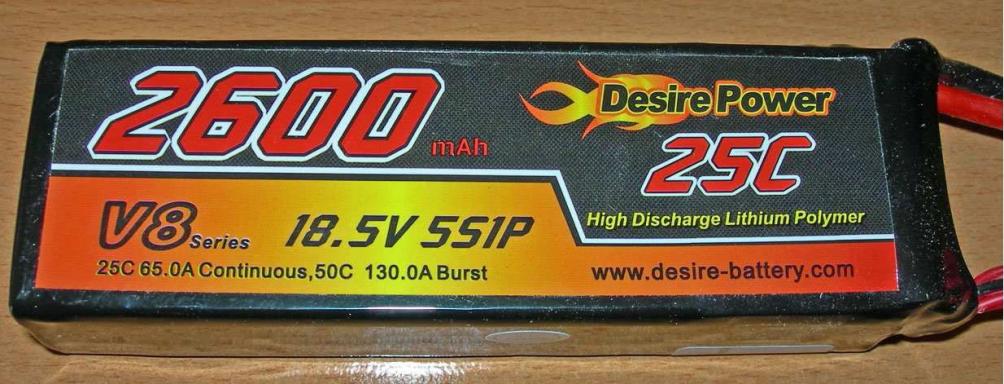 2600 mAh
Desire Power
25C
High Discharge Lithium Polymer
V8 Series 18.5V 5S1P
25C 65.0A Continuous,50C 130.0A Burst
www.desire-battery.com